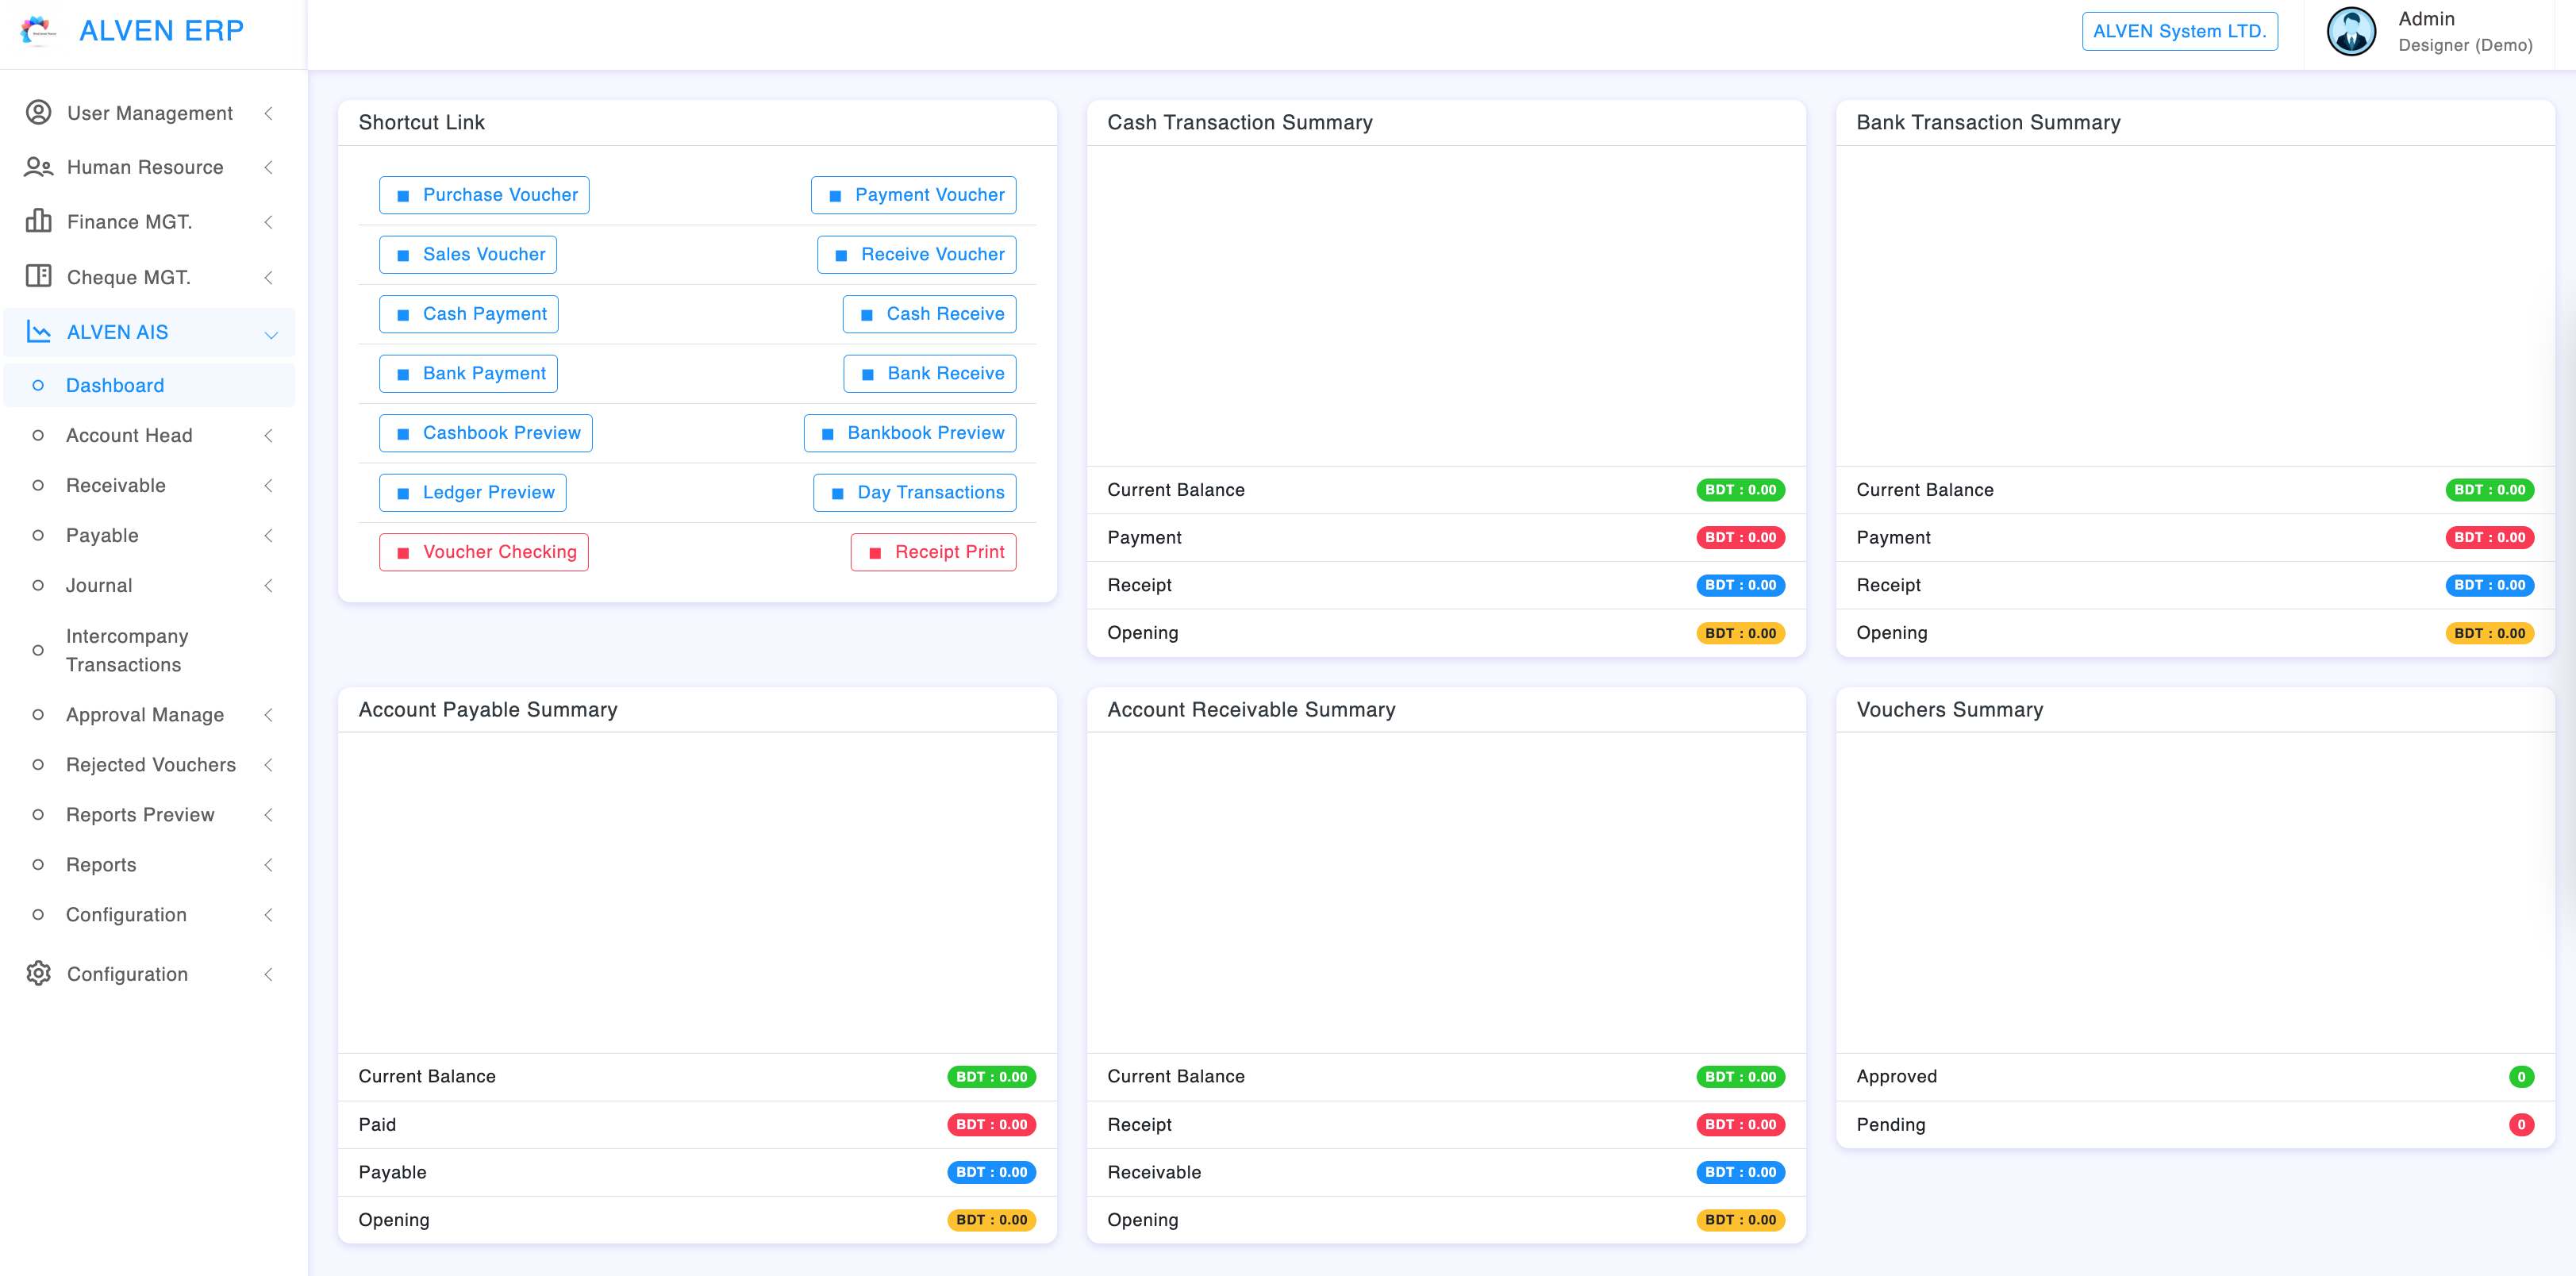 ALVEN ERP
ALVEN System LTD.
Admin
Designer (Demo)
User Management
Human Resource
Finance MGT.
Cheque MGT.
ALVEN AIS
Dashboard
Account Head
Receivable
Payable
Journal
Intercompany
Transactions
Approval Manage
Rejected Vouchers
Reports Preview
Reports
Configuration
Configuration
Shortcut Link
Purchase Voucher
Payment Voucher
Sales Voucher
Receive Voucher
Cash Payment
Cash Receive
Bank Payment
Bank Receive
Cashbook Preview
Bankbook Preview
Ledger Preview
Day Transactions
Voucher Checking
Receipt Print
Cash Transaction Summary
Current Balance BDT : 0.00
Payment BDT : 0.00
Receipt BDT : 0.00
Opening BDT : 0.00
Bank Transaction Summary
Current Balance BDT : 0.00
Payment BDT : 0.00
Receipt BDT : 0.00
Opening BDT : 0.00
Account Payable Summary
Current Balance BDT : 0.00
Paid BDT : 0.00
Payable BDT : 0.00
Opening BDT : 0.00
Account Receivable Summary
Current Balance BDT : 0.00
Receipt BDT : 0.00
Receivable BDT : 0.00
Opening BDT : 0.00
Vouchers Summary
Approved 0
Pending 0